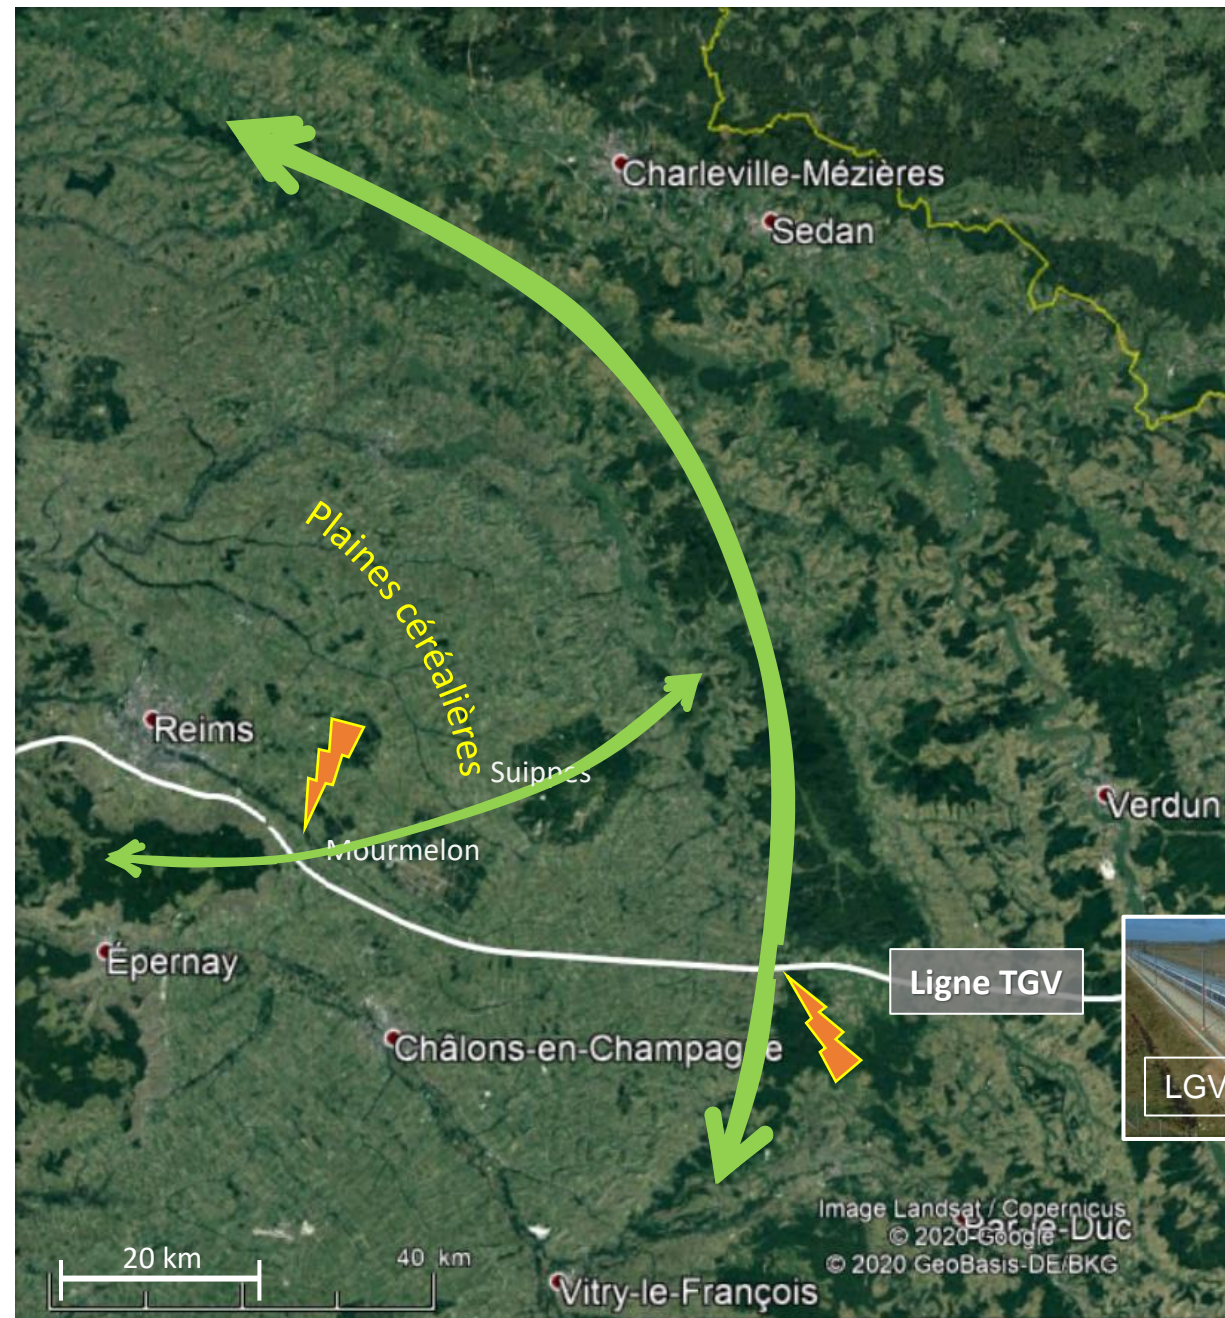 Charleville-Mézières
Sedan
Plaines céréalières
Reims
Suippes
Verdun
Mourmelon
Épernay
Ligne TGV
Châlons-en-Champagne
LGV
Image Landsat / Copernicus
© 2020 Google
Bar-le-Duc
© 2020 GeoBasis-DE/BKG
20 km
40 km
Vitry-le-François